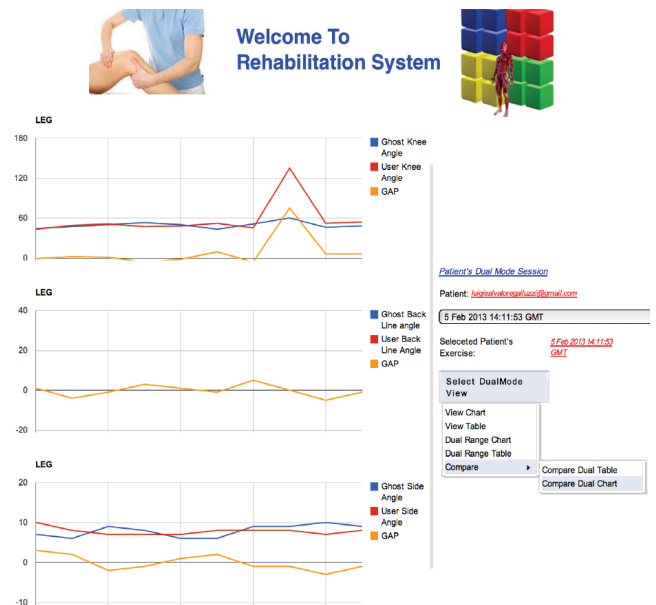 Welcome To
Rehabilitation System
LEG
180
120
60
0
Ghost Knee
Angle
User Knee
Angle
GAP
LEG
40
20
0
-20
Ghost Back
Line angle
User Back
Line Angle
GAP
LEG
20
10
0
-10
Ghost Side
Angle
User Side
Angle
GAP
Patient's Dual Mode Session
Patient: luigisalvatoregalluzzi@gmail.com
5 Feb 2013 14:11:53 GMT
Seleceted Patient's
Exercise:
5 Feb 2013 14:11:53
GMT
Select DualMode
View
View Chart
View Table
Dual Range Chart
Dual Range Table
Compare
Compare Dual Table
Compare Dual Chart